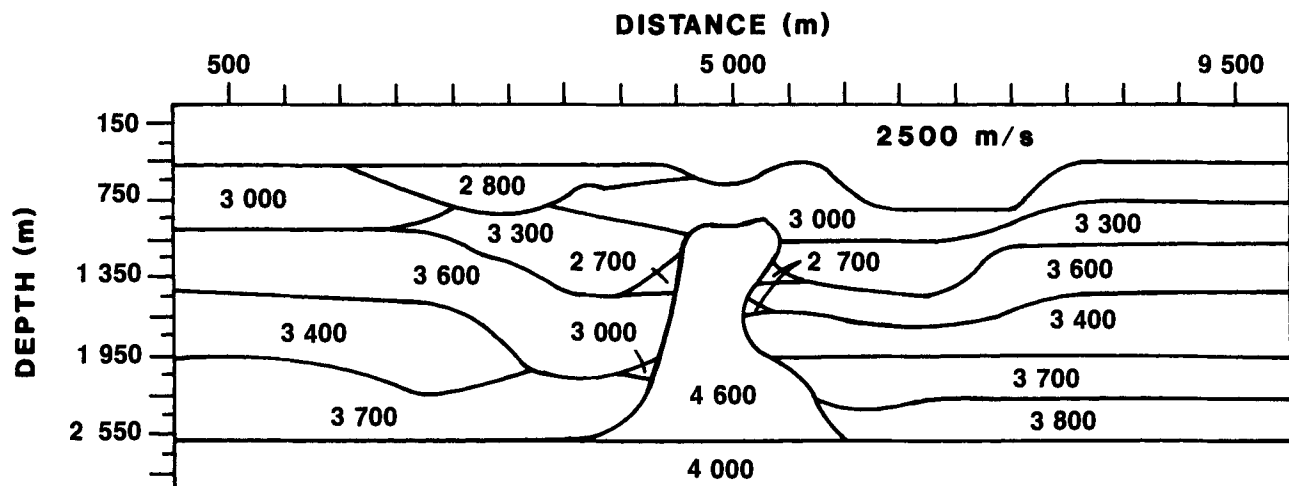 DISTANCE (m)
500 5 000 9 500
150 2500 m/s
3 000 2 800
750
3 000 3 300
3 300
2 700 2 700
1 350 3 600 3 600
3 400 3 000 3 400
1 950
3 700
4 600
3 700 3 800
2 550
4 000
DEPTH (m)